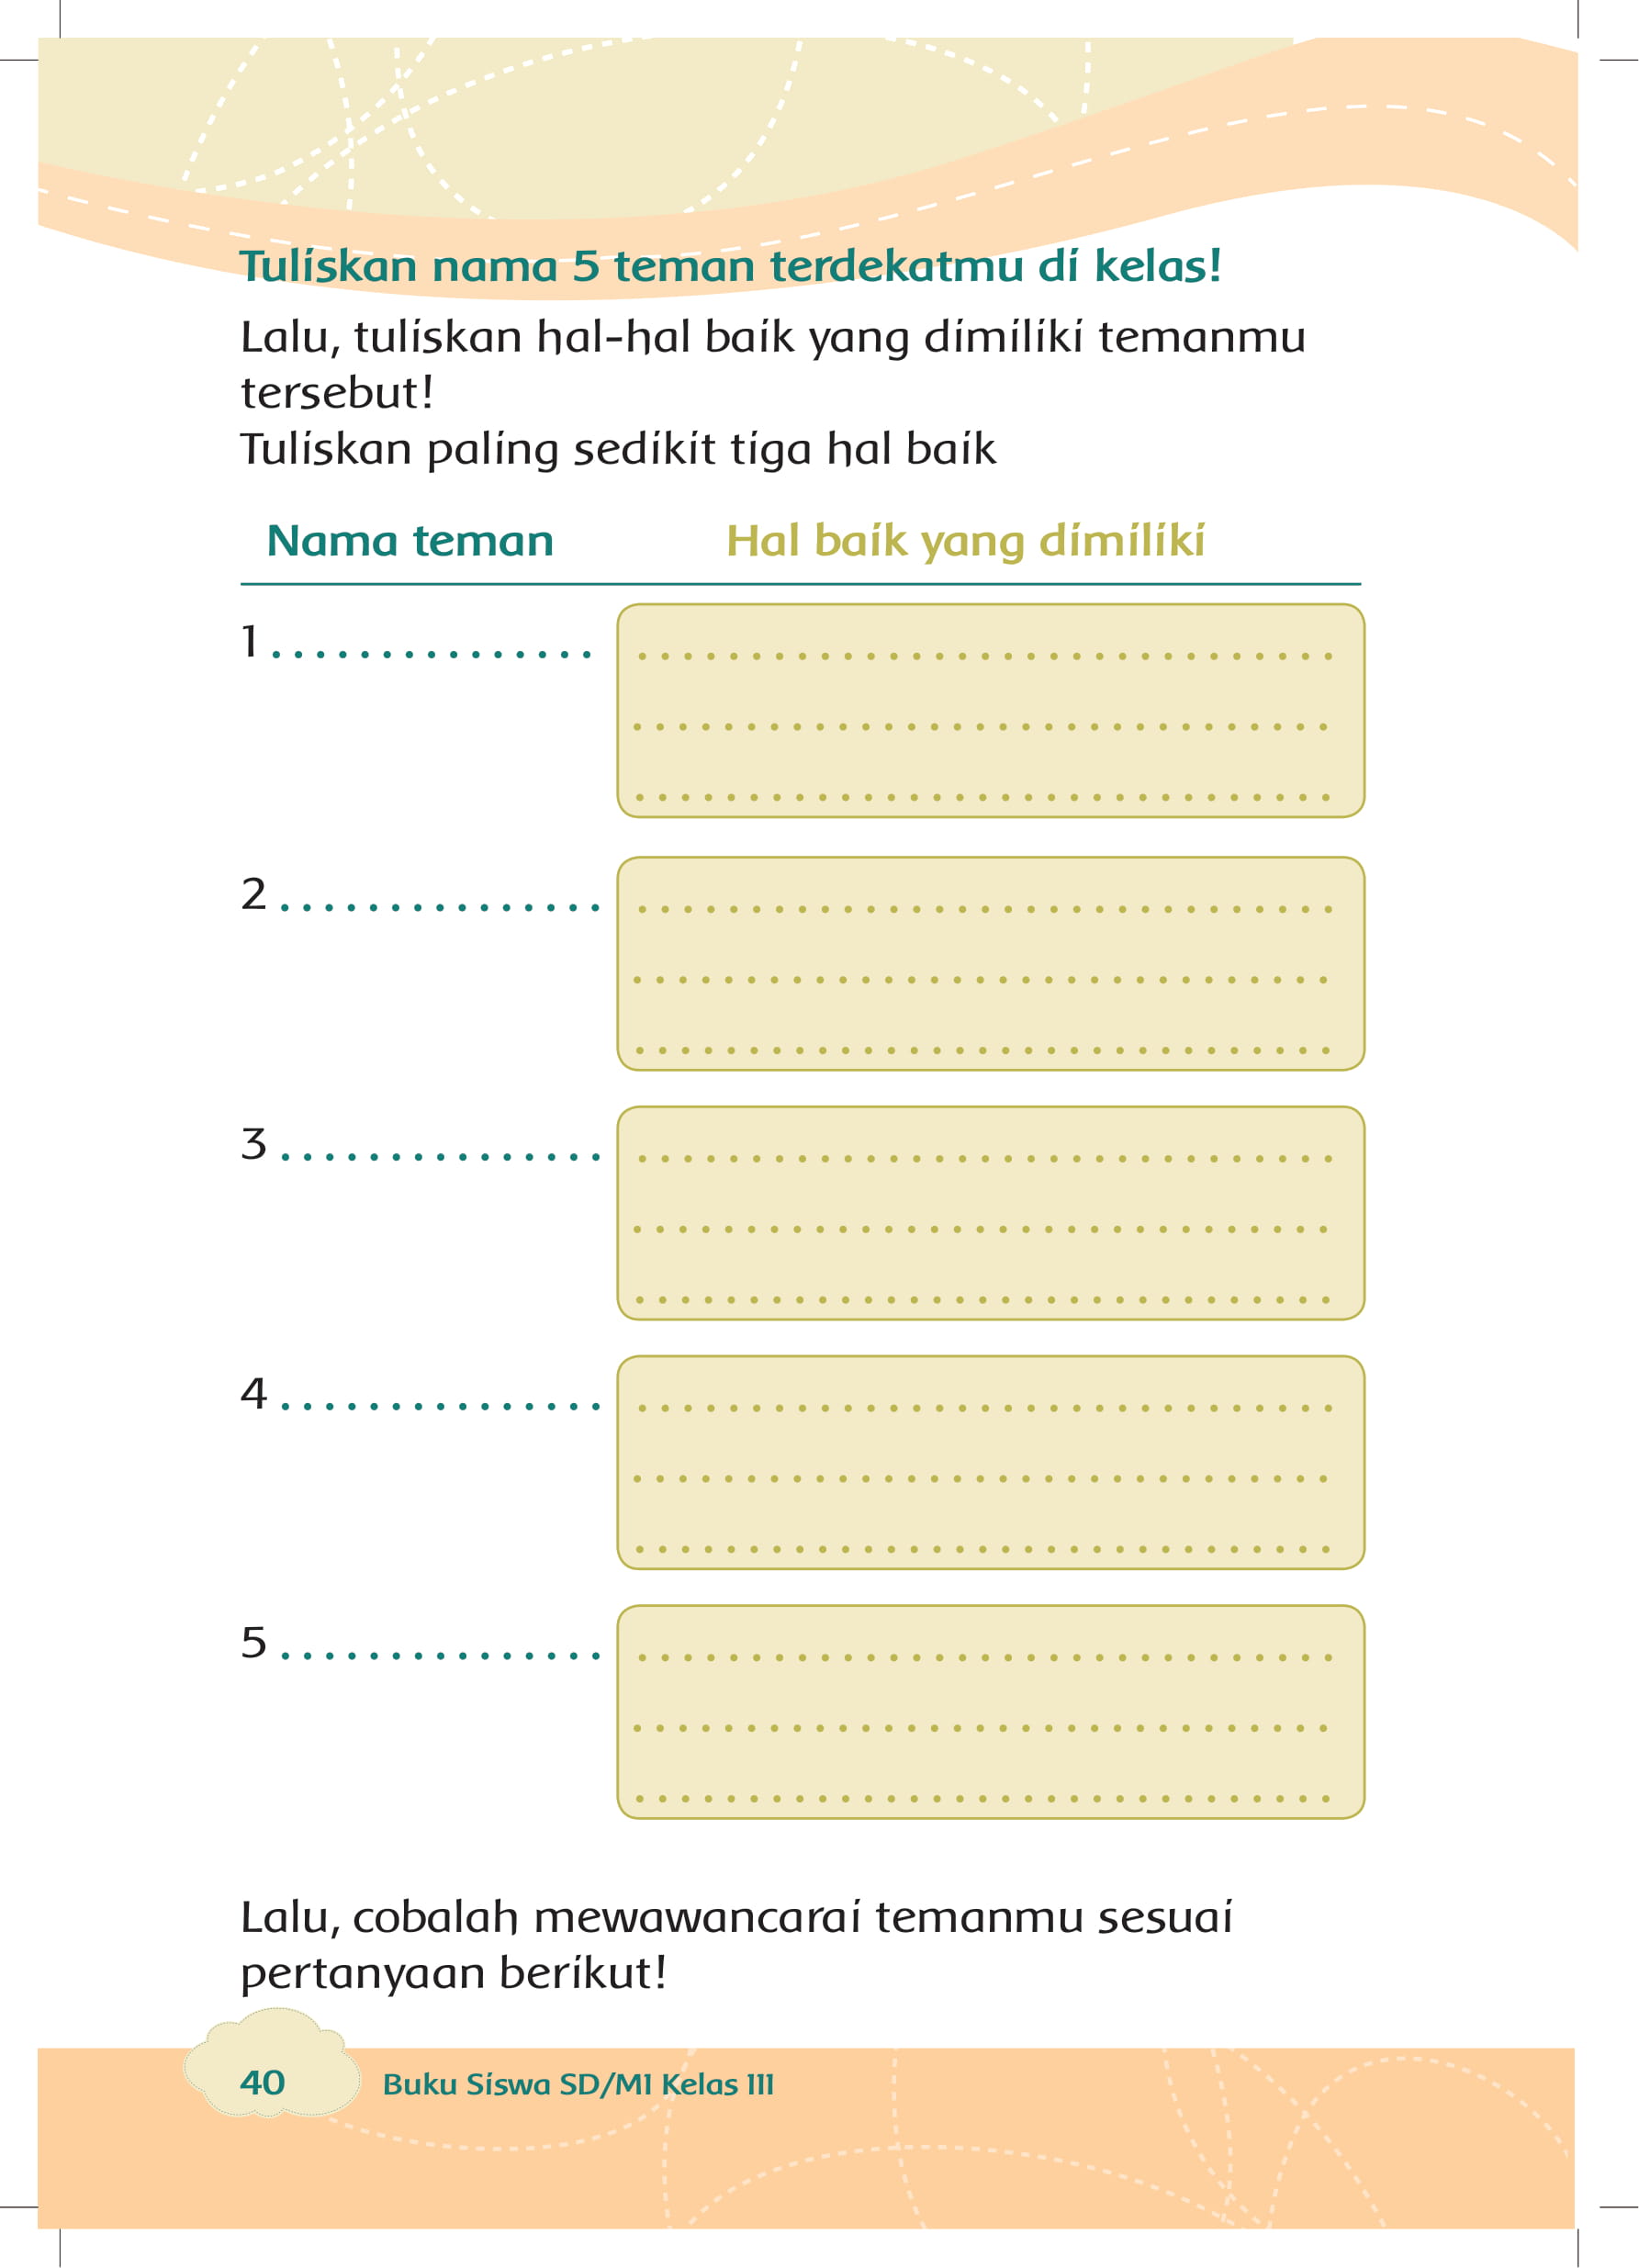 Tuliskan nama 5 teman terdekatmu di kelas!
Lalu, tuliskan hal-hal baik yang dimiliki temanmu
tersebut!
Tuliskan paling sedikit tiga hal baik
Nama teman Hal baik yang dimiliki
1 . . . . . . . . . . . . . . . . . . . . . . . . . . . . . . . . . . . . . . . . . . . . . .
. . . . . . . . . . . . . . . . . . . . . . . . . . . . . . .
. . . . . . . . . . . . . . . . . . . . . . . . . . . . . . .
2 . . . . . . . . . . . . . . . . . . . . . . . . . . . . . . . . . . . . . . . . . . . . . .
. . . . . . . . . . . . . . . . . . . . . . . . . . . . . . .
. . . . . . . . . . . . . . . . . . . . . . . . . . . . . . .
3 . . . . . . . . . . . . . . . . . . . . . . . . . . . . . . . . . . . . . . . . . . . . . .
. . . . . . . . . . . . . . . . . . . . . . . . . . . . . . .
. . . . . . . . . . . . . . . . . . . . . . . . . . . . . . .
4 . . . . . . . . . . . . . . . . . . . . . . . . . . . . . . . . . . . . . . . . . . . . . .
. . . . . . . . . . . . . . . . . . . . . . . . . . . . . . .
. . . . . . . . . . . . . . . . . . . . . . . . . . . . . . .
5 . . . . . . . . . . . . . . . . . . . . . . . . . . . . . . . . . . . . . . . . . . . . . .
. . . . . . . . . . . . . . . . . . . . . . . . . . . . . . .
. . . . . . . . . . . . . . . . . . . . . . . . . . . . . . .
Lalu, cobalah mewawancarai temanmu sesuai
pertanyaan berikut!
40 Buku Siswa SD/MI Kelas III